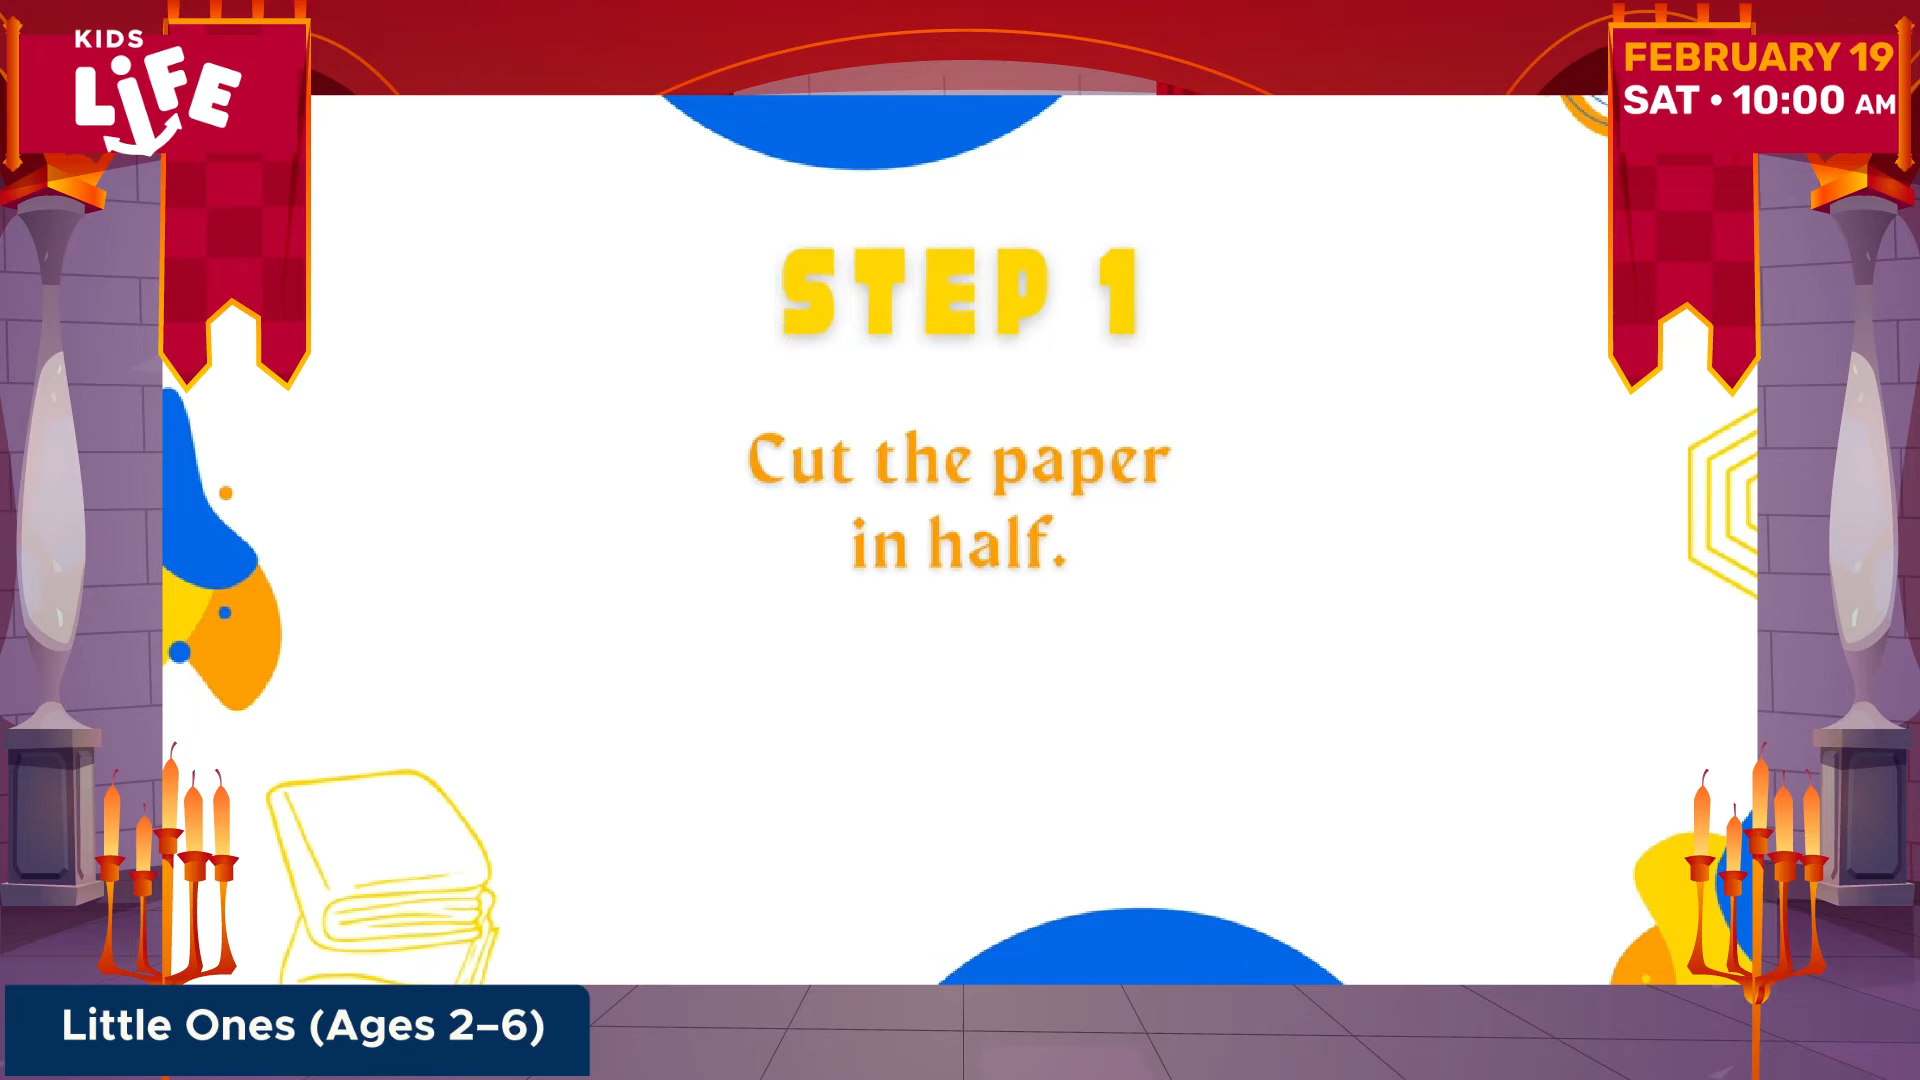 KIDS
LiFE
FEBRUARY 19
SAT • 10:00 AM
STEP 1
Cut the paper
in half.
Little Ones (Ages 2–6)